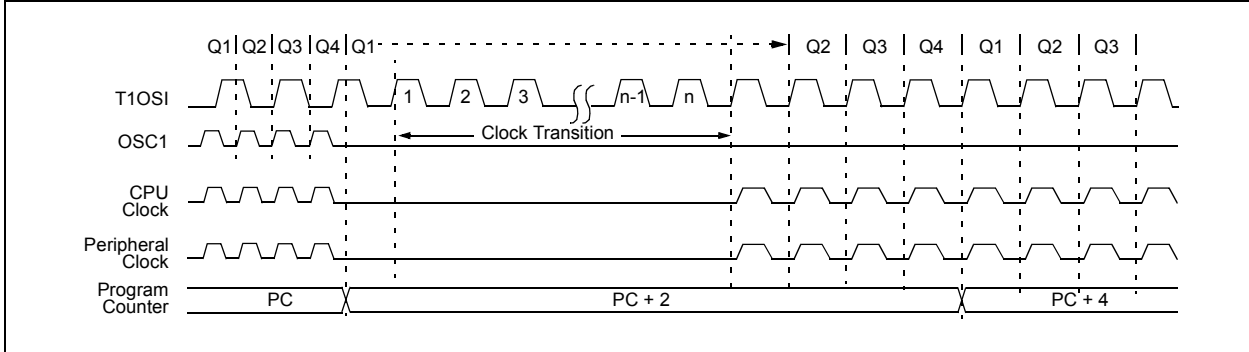 Q1 Q2 Q3 Q4 Q1 Q2 Q3 Q4 Q1 Q2 Q3
T1OSI 1 2 3 n-1 n
OSC1 Clock Transition
CPU
Clock
Peripheral
Clock
Program
Counter
PC PC + 2 PC + 4